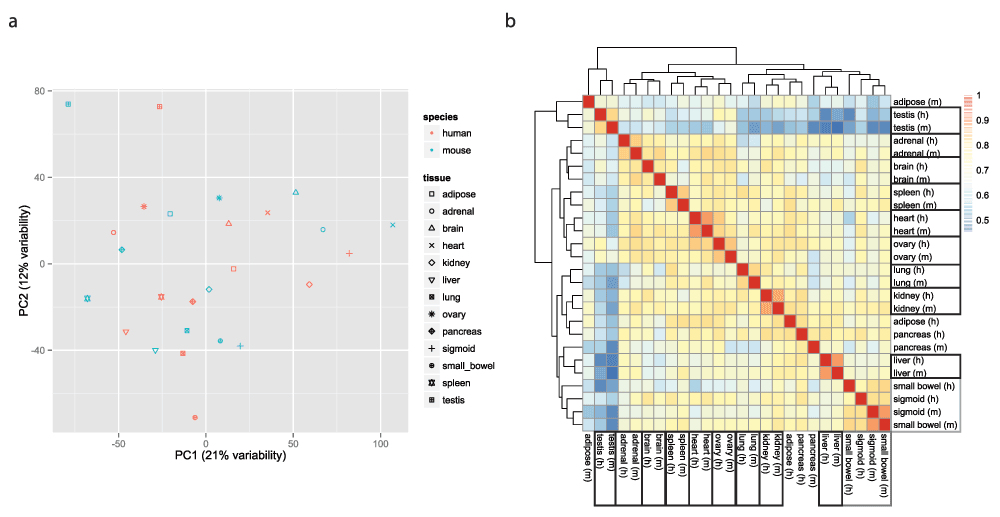 a
b
80
40
0
-40
-50
0
50
100
PC1 (21% variability)
PC2 (12% variability)
species
human
mouse
tissue
adipose
adrenal
brain
heart
kidney
liver
lung
ovary
pancreas
sigmoid
small_bowel
spleen
testis
adipose (m)
testis (h)
testis (m)
adrenal (h)
adrenal (m)
brain (h)
brain (m)
spleen (h)
spleen (m)
heart (h)
heart (m)
ovary (h)
ovary (m)
lung (h)
lung (m)
kidney (h)
kidney (m)
adipose (h)
pancreas (h)
pancreas (m)
liver (h)
liver (m)
small bowel (h)
sigmoid (h)
sigmoid (m)
small bowel (m)
1
0.9
0.8
0.7
0.6
0.5
adipose (m)
testis (h)
testis (m)
adrenal (h)
adrenal (m)
brain (h)
brain (m)
spleen (h)
spleen (m)
heart (h)
heart (m)
ovary (h)
ovary (m)
lung (h)
lung (m)
kidney (h)
kidney (m)
adipose (h)
pancreas (h)
pancreas (m)
liver (h)
liver (m)
small bowel (h)
sigmoid (h)
sigmoid (m)
small bowel (m)